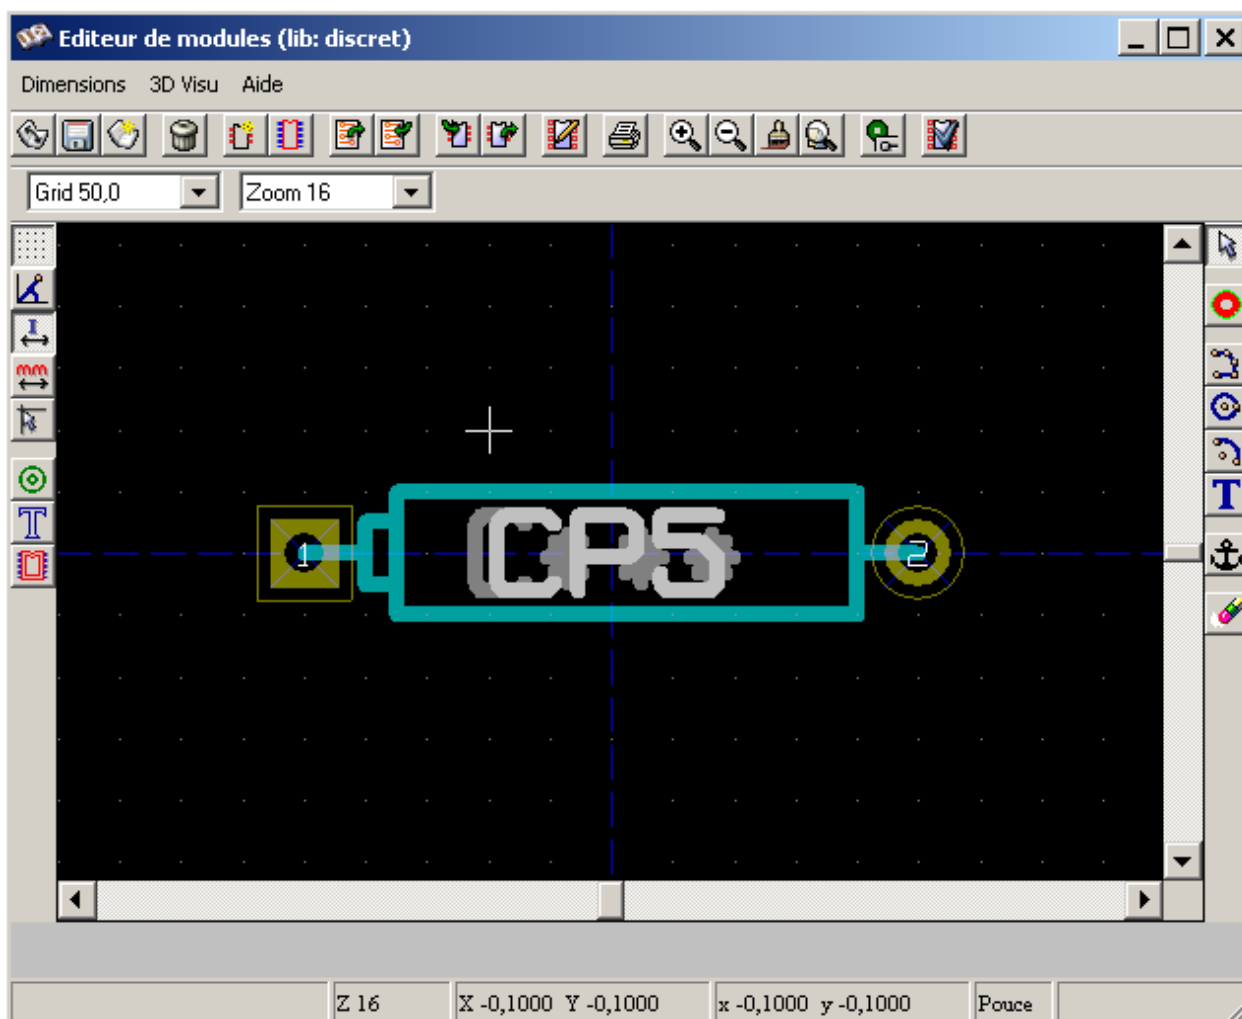 Editeur de modules (lib: discret)
Dimensions 3D Visu Aide
Grid 50,0 Zoom 16
I
mm
T
T
1 CP5 2
Z 16 X -0,1000 Y -0,1000 x -0,1000 y -0,1000 Pouce